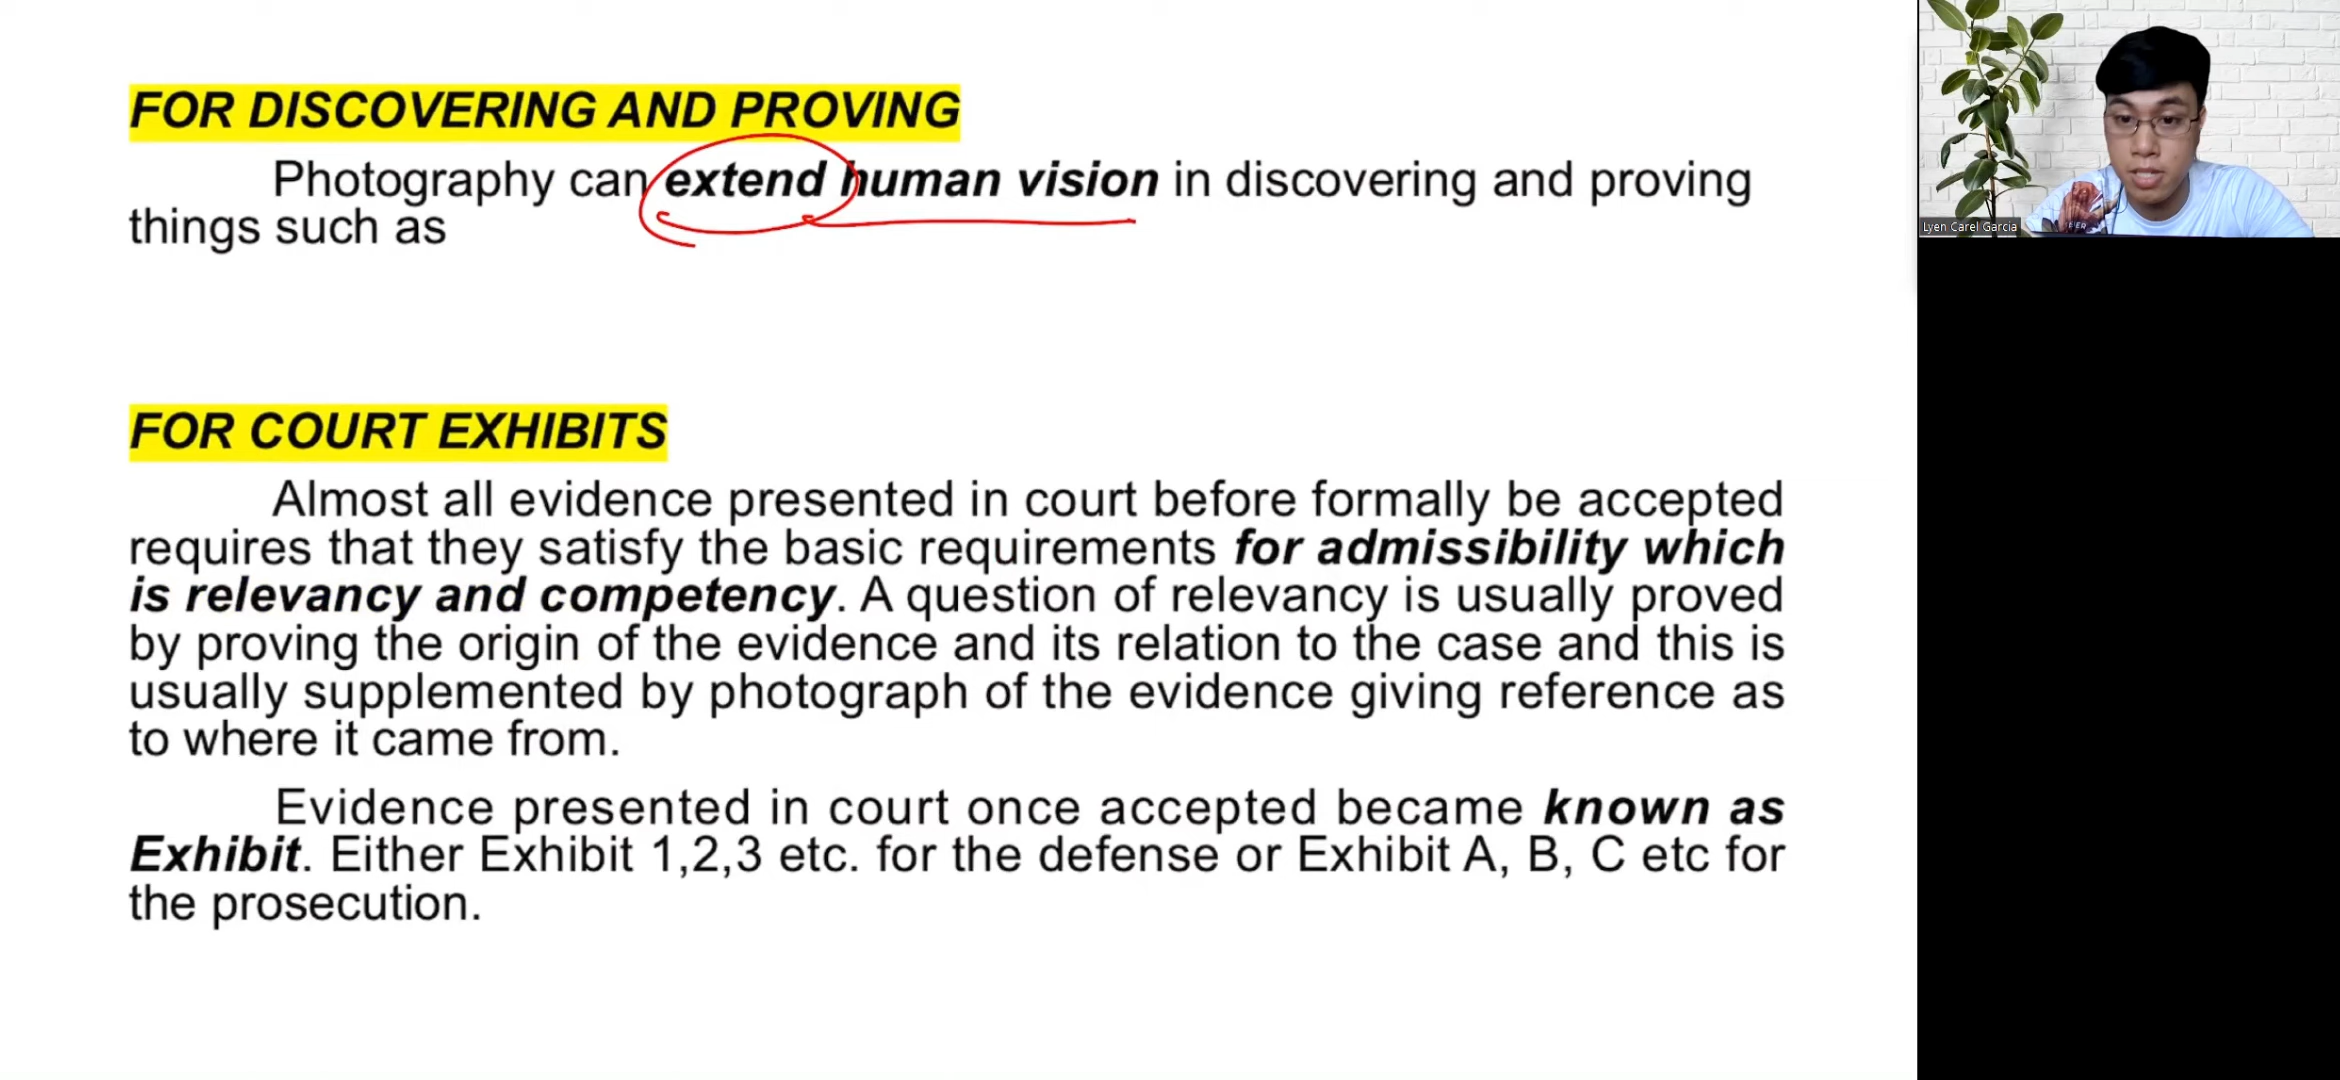 FOR DISCOVERING AND PROVING
Photography can extend human vision in discovering and proving
things such as
FOR COURT EXHIBITS
Almost all evidence presented in court before formally be accepted
requires that they satisfy the basic requirements for admissibility which
is relevancy and competency. A question of relevancy is usually proved
by proving the origin of the evidence and its relation to the case and this is
usually supplemented by photograph of the evidence giving reference as
to where it came from.
Evidence presented in court once accepted became known as
Exhibit. Either Exhibit 1,2,3 etc. for the defense or Exhibit A, B, C etc for
the prosecution.
Lyen Carel Garcia